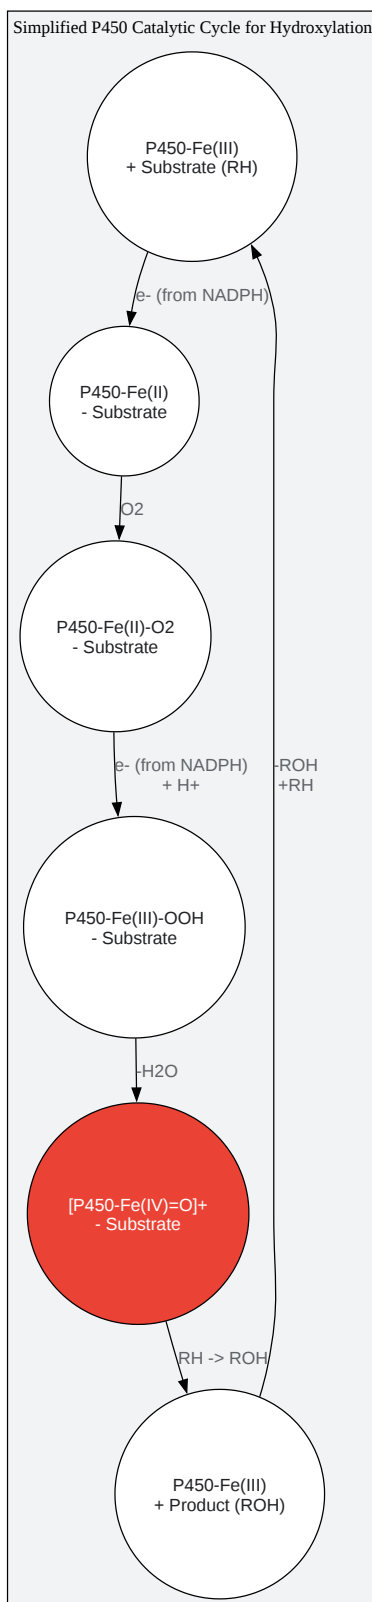 Simplified P450 Catalytic Cycle for Hydroxylation
P450-Fe(III)
+ Substrate (RH)
e- (from NADPH)
P450-Fe(II)
- Substrate
O2
P450-Fe(II)-O2
- Substrate
e- (from NADPH)
+ H+
-ROH
+RH
P450-Fe(III)-OOH
- Substrate
-H2O
[P450-Fe(IV)=O]+
- Substrate
RH -> ROH
P450-Fe(III)
+ Product (ROH)